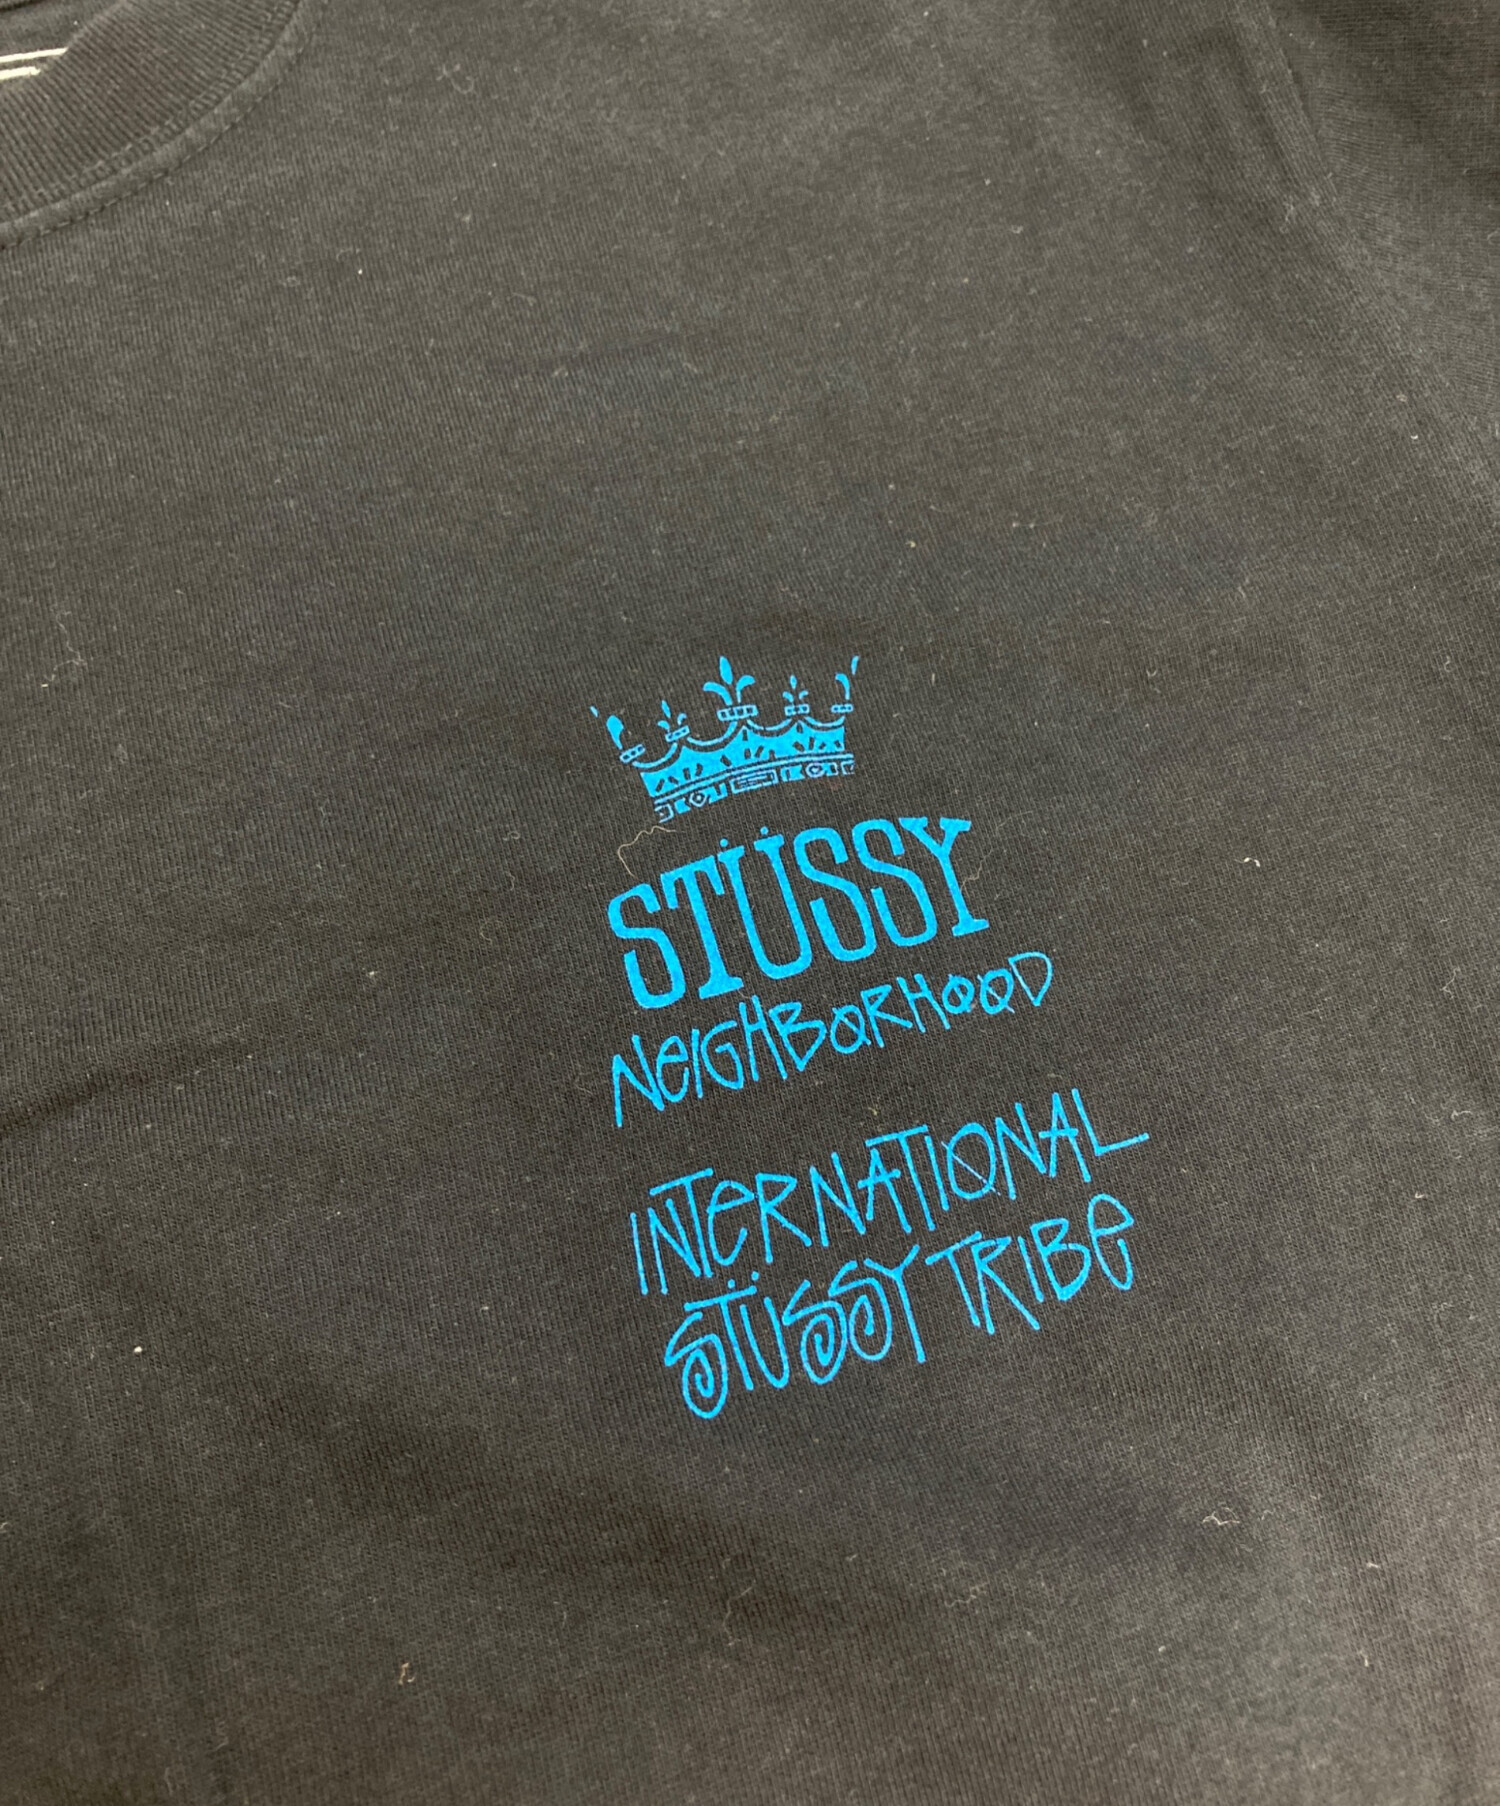 STÜSSY
NeIGHBORHOOD
INTeRNATIONAL
STÜSSY TRIBe